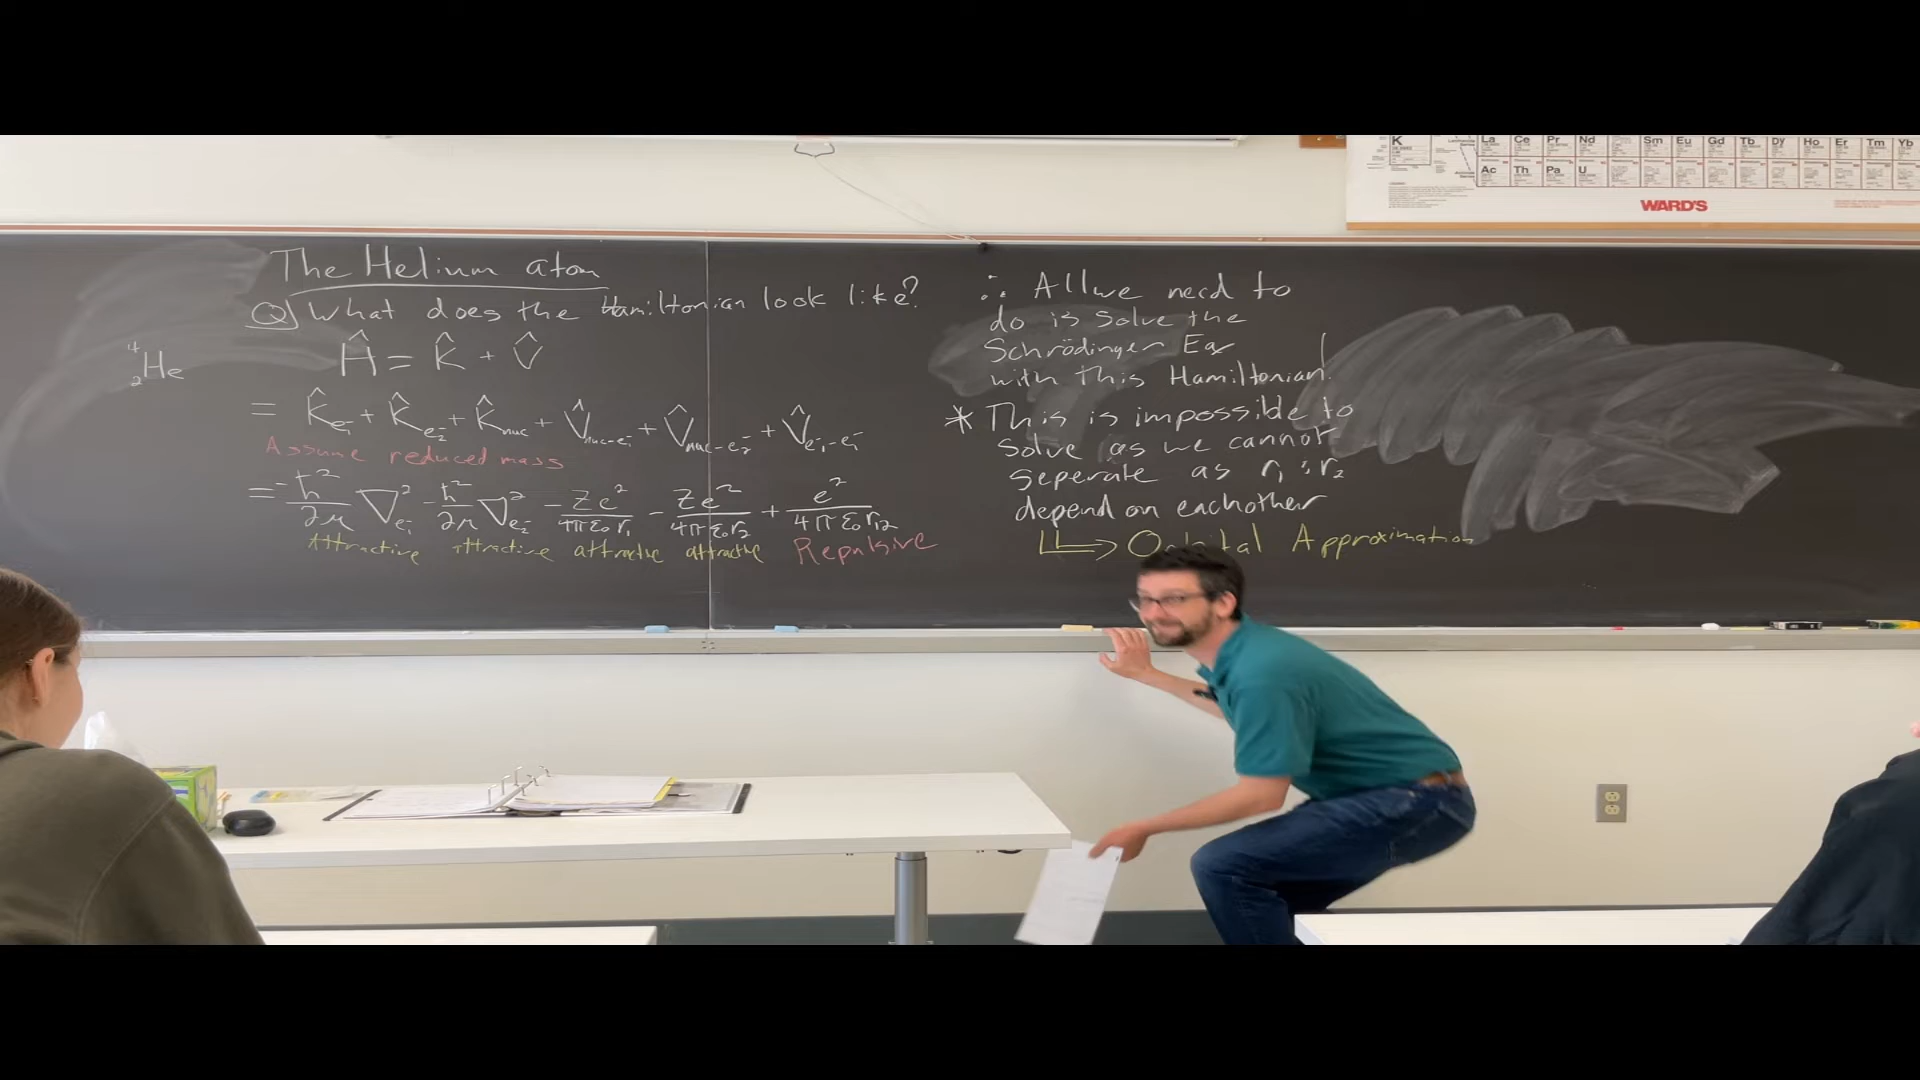 The Helium atom
Q) What does the Hamiltonian look like?
⁴₂He
Ĥ = K̂ + V̂
= K̂e₁⁻ + K̂e₂⁻ + K̂nuc + V̂nuc-e₁⁻ + V̂nuc-e₂⁻ + V̂e₁⁻-e₁⁻
Assume reduced mass
= -ħ²/2μ ∇²e₁⁻ - ħ²/2μ ∇²e₂⁻ - Ze²/4πε₀r₁ - Ze²/4πε₀r₂ + e²/4πε₀r₁₂
Attractive attractive attractive attractive Repulsive
∴ All we need to
do is solve the
Schrödinger Eq
with this Hamiltonian!
* This is impossible to
solve as we cannot
seperate as r₁ & r₂
depend on eachother
Orbital Approximation
K La Ce Pr Nd Sm Eu Gd Tb Dy Ho Er Tm Yb
Ac Th Pa U
WARD'S